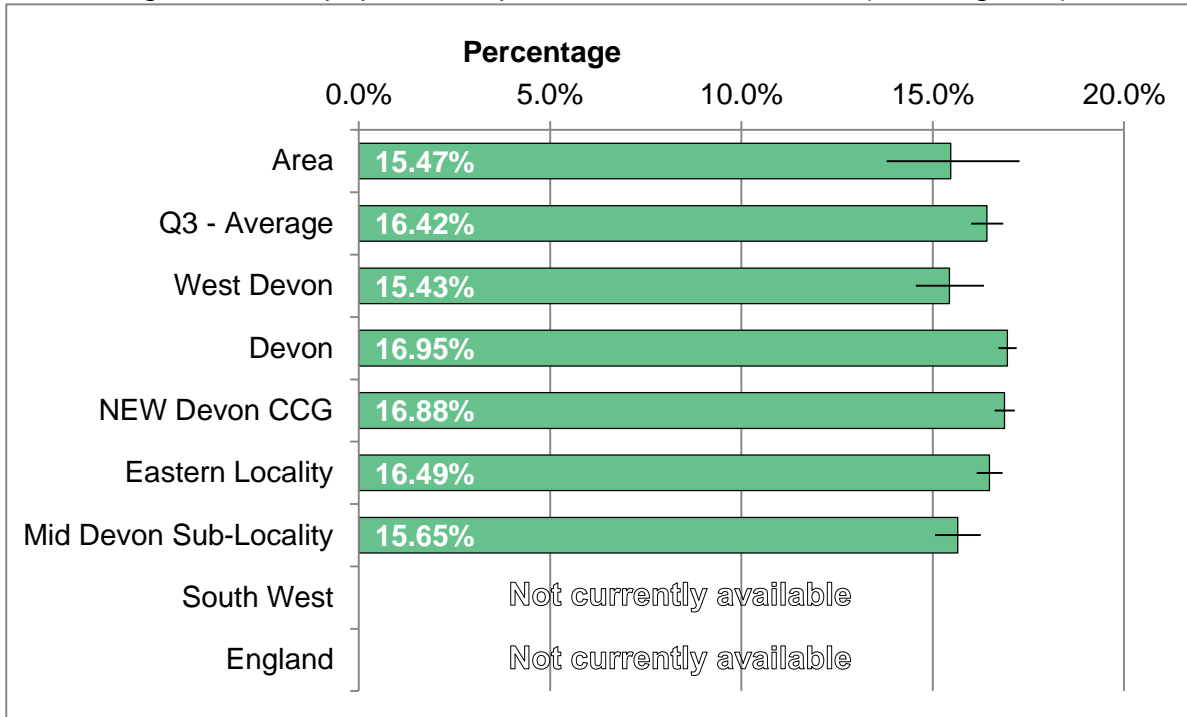 Percentage
0.0% 5.0% 10.0% 15.0% 20.0%
Area 15.47%
Q3 - Average 16.42%
West Devon 15.43%
Devon 16.95%
NEW Devon CCG 16.88%
Eastern Locality 16.49%
Mid Devon Sub-Locality 15.65%
South West Not currently available
England Not currently available